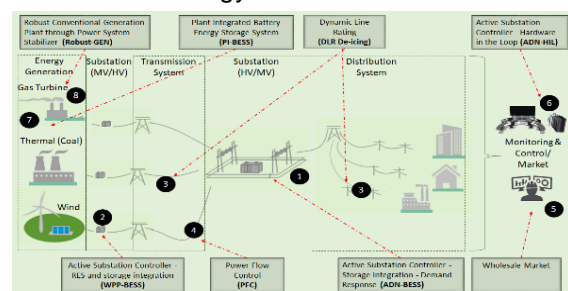 Robust Conventional Generation
Plant through Power System
Stabilizer (Robust-GEN)
Plant Integrated Battery
Energy Storage System
(PI-BESS)
Dynamic Line
Rating
(DLR De-icing)
Active Substation
Controller - Hardware
in the Loop (ADN-HIL)
Energy
Generation
Substation
(MV/HV)
Transmission
System
Substation
(HV/MV)
Distribution
System
Gas Turbine
8
7
6
Thermal (Coal)
Monitoring &
Control/
Market
3
1
3
Wind
2
4
5
Active Substation Controller -
RES and storage integration
(WPP-BESS)
Power Flow
Control
(PFC)
Active Substation Controller -
Storage Integration - Demand
Response (ADN-BESS)
Wholesale Market